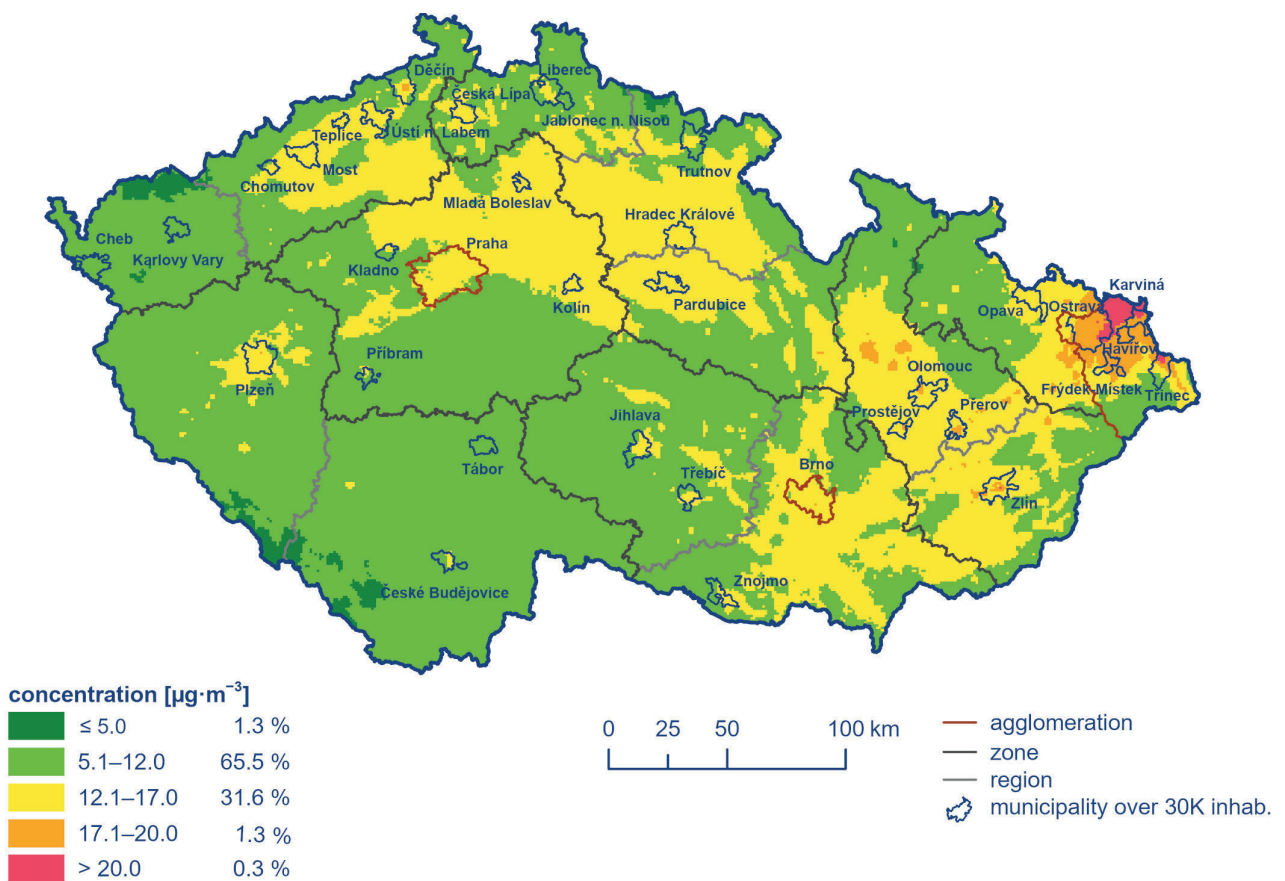 Děčín
Liberec
Česká Lípa
Jablonec n. Nisou
Teplice
Ústí n. Labem
Trutnov
Most
Chomutov
Mladá Boleslav
Hradec Králové
Cheb
Karlovy Vary
Praha
Kladno
Kolín
Pardubice
Karviná
Opava
Ostrava
Havířov
Příbram
Plzeň
Olomouc
Frýdek-Místek
Třinec
Jihlava
Prostějov
Přerov
Tábor
Třebíč
Brno
Zlín
Znojmo
České Budějovice
concentration [µg·m⁻³]
≤ 5.0 1.3 %
5.1–12.0 65.5 %
12.1–17.0 31.6 %
17.1–20.0 1.3 %
> 20.0 0.3 %
0 25 50 100 km
agglomeration
zone
region
municipality over 30K inhab.